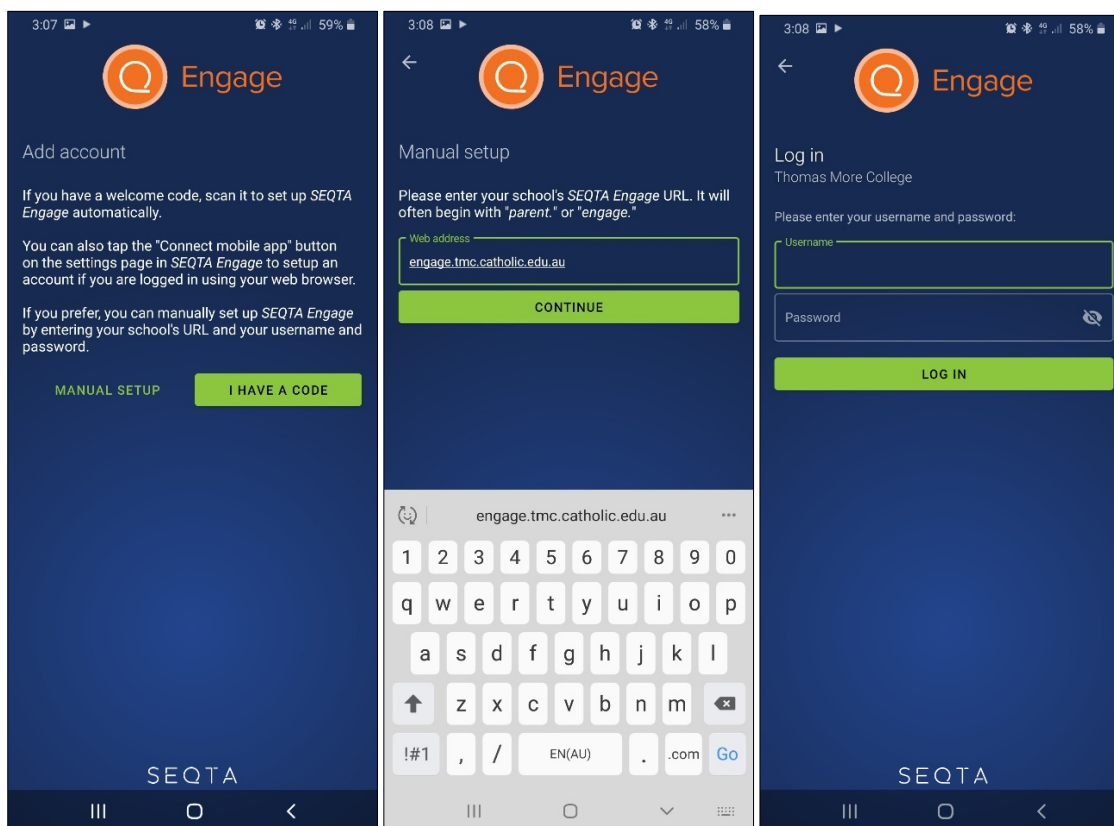 3:07 59%
Engage
Add account
If you have a welcome code, scan it to set up SEQTA
Engage automatically.
You can also tap the "Connect mobile app" button
on the settings page in SEQTA Engage to setup an
account if you are logged in using your web browser.
If you prefer, you can manually set up SEQTA Engage
by entering your school's URL and your username and
password.
MANUAL SETUP I HAVE A CODE
SEQTA
3:08 4G 58%
Engage
Manual setup
Please enter your school's SEQTA Engage URL. It will
often begin with "parent." or "engage."
Web address
engage.tmc.catholic.edu.au
CONTINUE
engage.tmc.catholic.edu.au
1 2 3 4 5 6 7 8 9 0
q w e r t y u i o p
a s d f g h j k l
z x c v b n m
!#1 , / EN(AU) . .com Go
3:08 4G 58%
Engage
Log in
Thomas More College
Please enter your username and password:
Username
Password
LOG IN
SEQTA